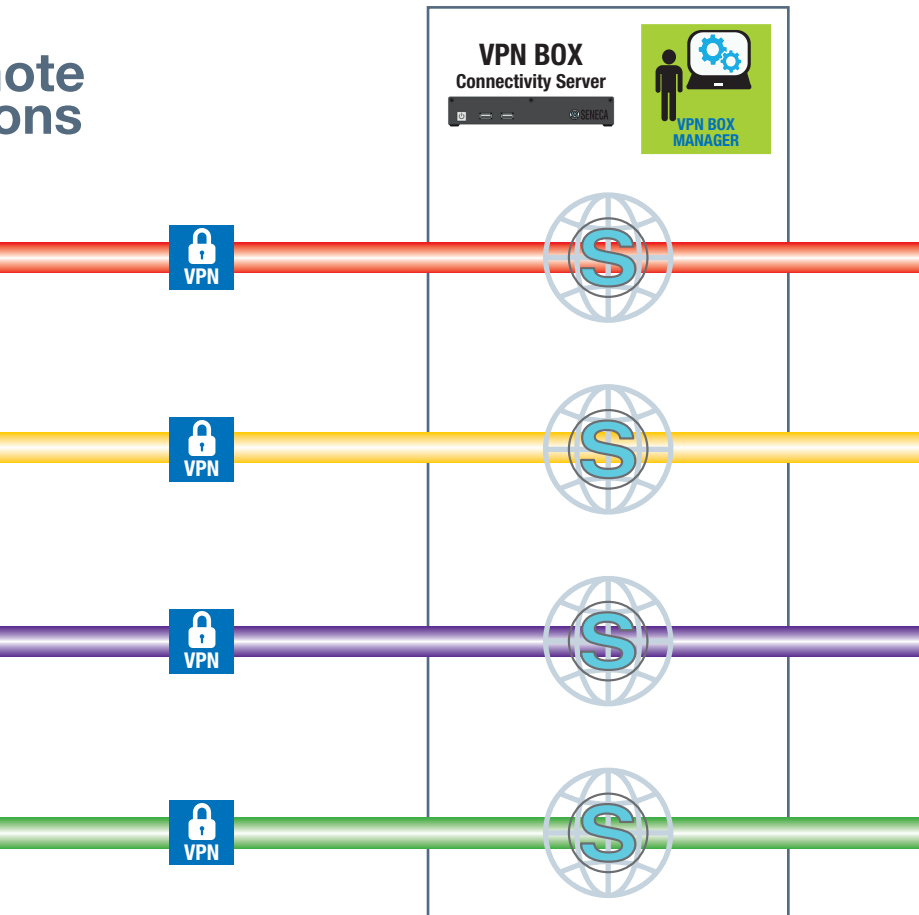 ote
ons
VPN BOX
Connectivity Server
SENECA
VPN BOX
MANAGER
S
VPN
S
VPN
S
VPN
S
VPN